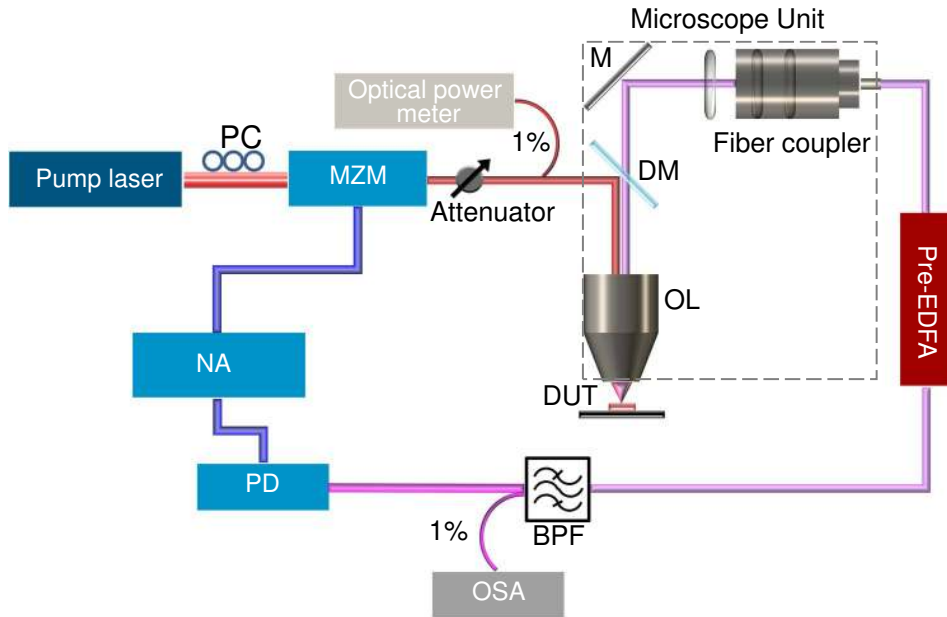 Microscope Unit
M
Optical power
meter
1%
Fiber coupler
PC
Pump laser
MZM
DM
Attenuator
Pre-EDFA
OL
NA
DUT
PD
1%
BPF
OSA